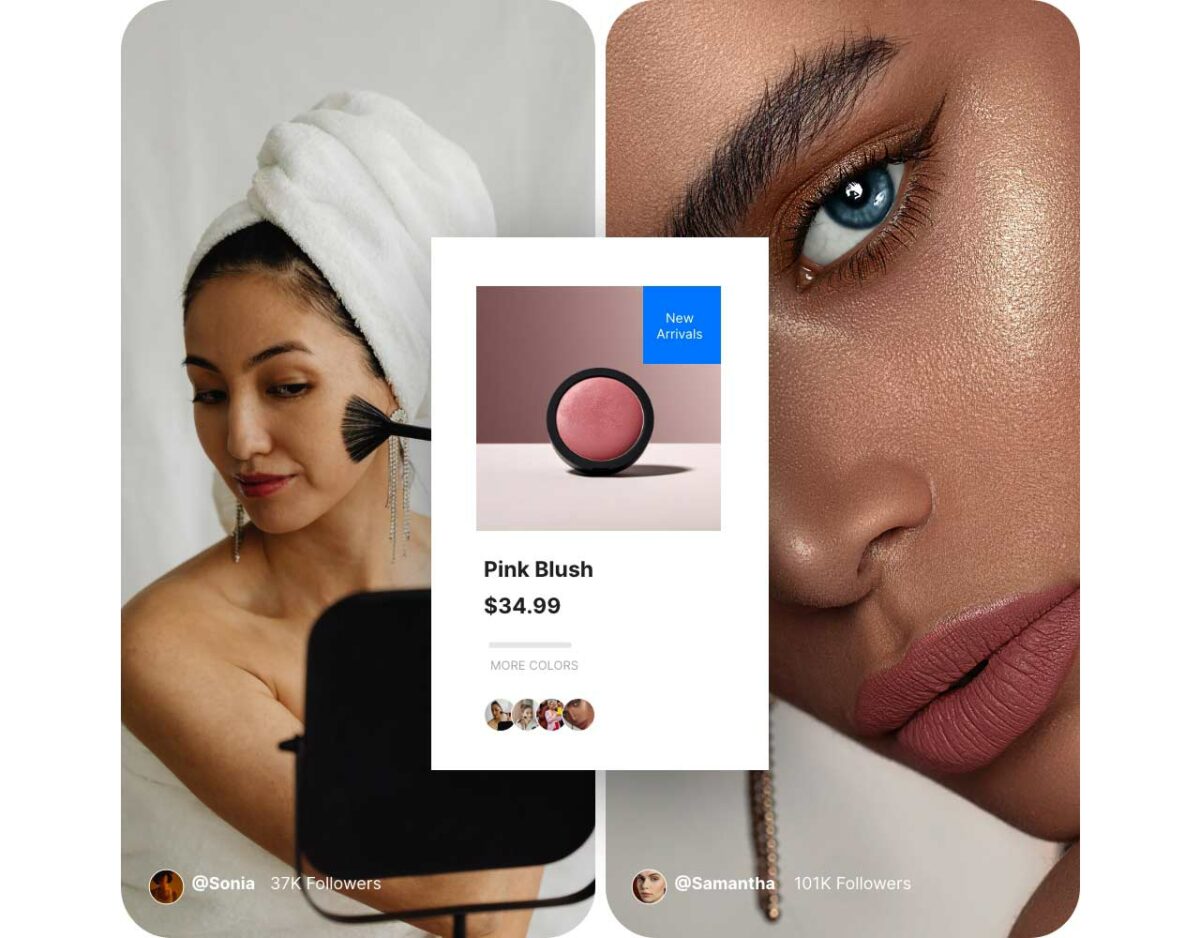 New
Arrivals
Pink Blush
$34.99
MORE COLORS
@Sonia 37K Followers
@Samantha 101K Followers